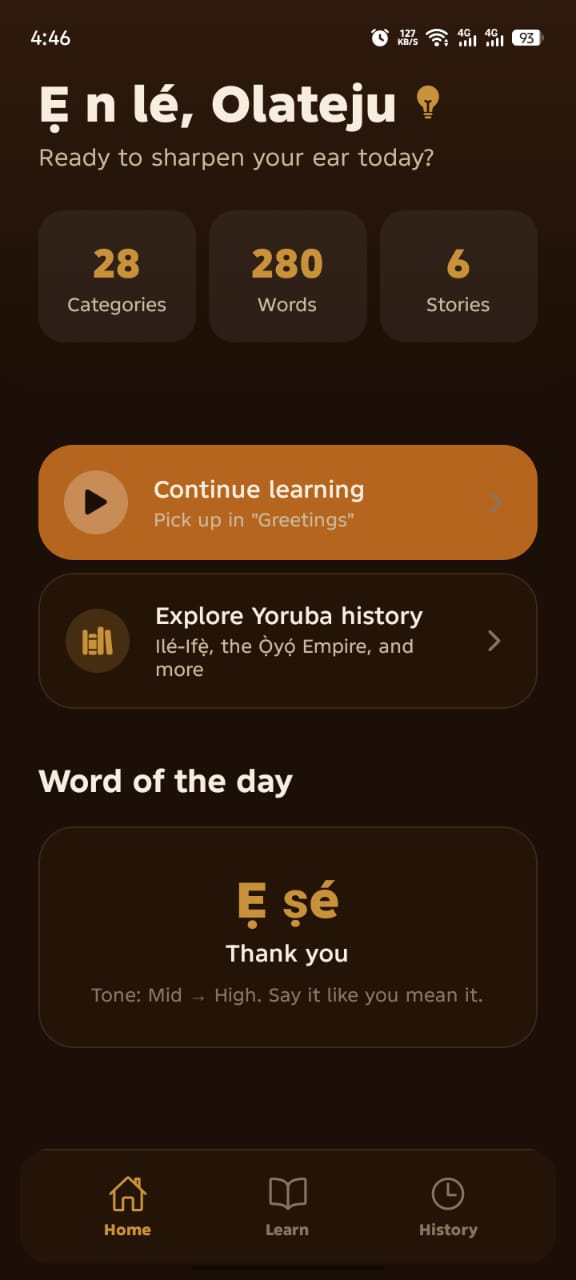 4:46
127 KB/S 4G 4G 93
Ẹ n lé, Olateju
Ready to sharpen your ear today?
28
Categories
280
Words
6
Stories
Continue learning
Pick up in "Greetings"
Explore Yoruba history
Ilé-Ifẹ̀, the Ọ̀yọ́ Empire, and
more
Word of the day
Ẹ ṣé
Thank you
Tone: Mid → High. Say it like you mean it.
Home
Learn
History